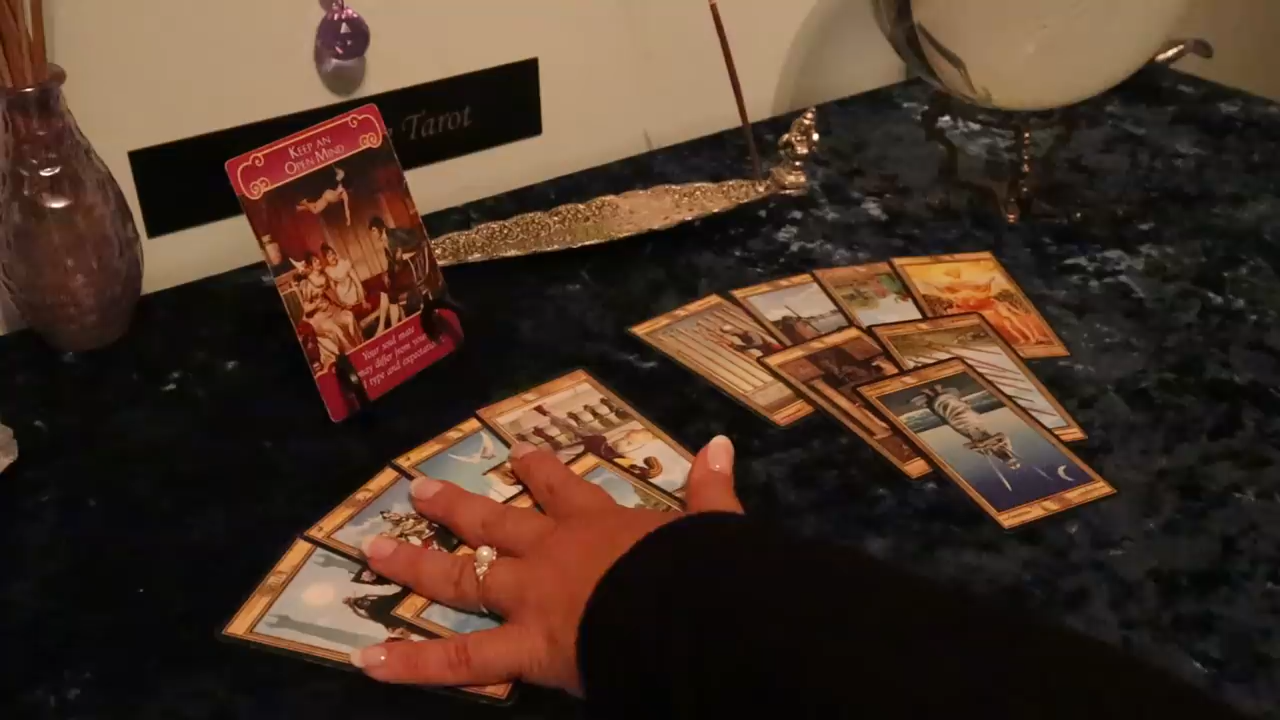 Tarot
KEEP AN
OPEN MIND
Your soul mate
may differ from your
type and expectations